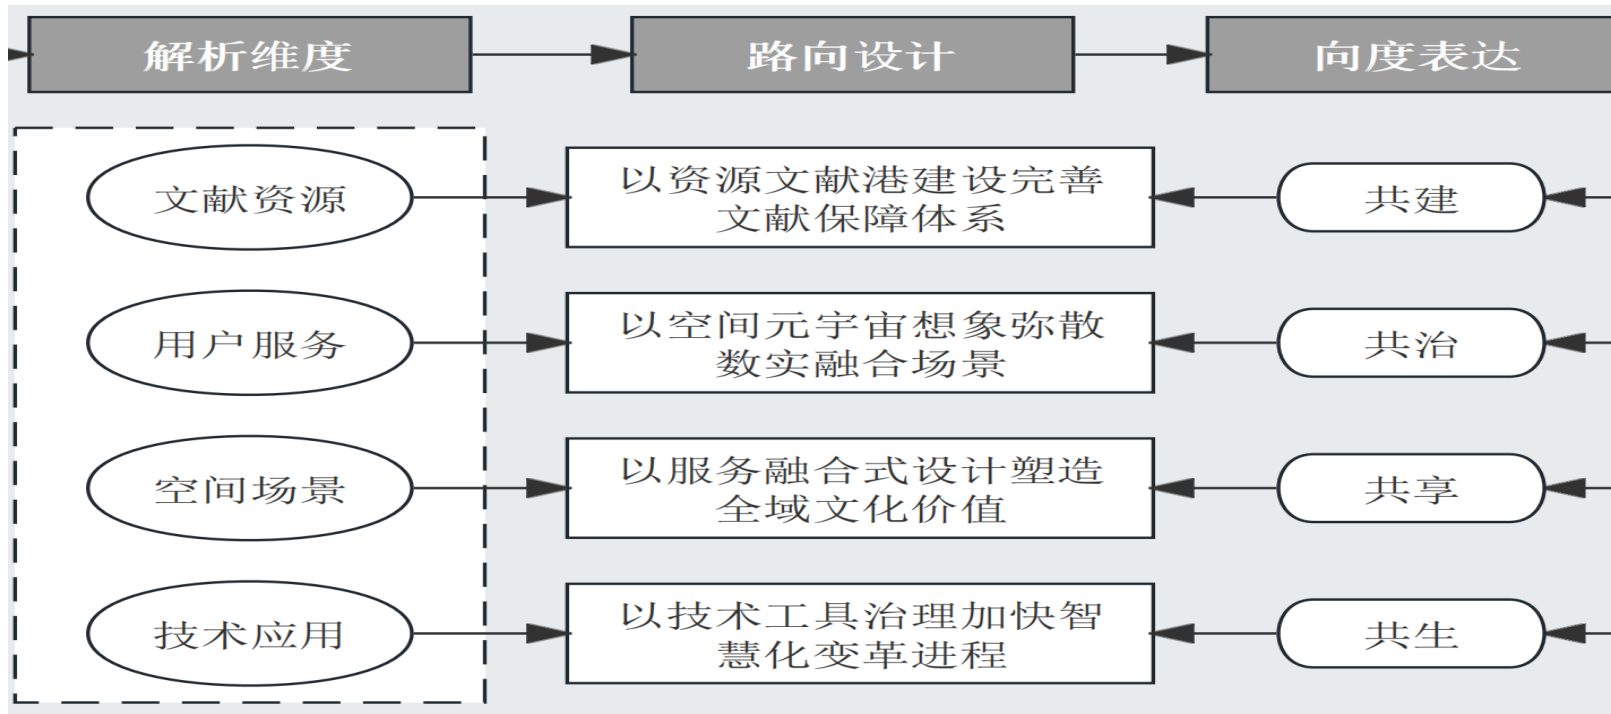 解析维度
路向设计
向度表达
文献资源
以资源文献港建设完善
文献保障体系
共建
用户服务
以空间元宇宙想象弥散
数实融合场景
共治
空间场景
以服务融合式设计塑造
全域文化价值
共享
技术应用
以技术工具治理加快智
慧化变革进程
共生